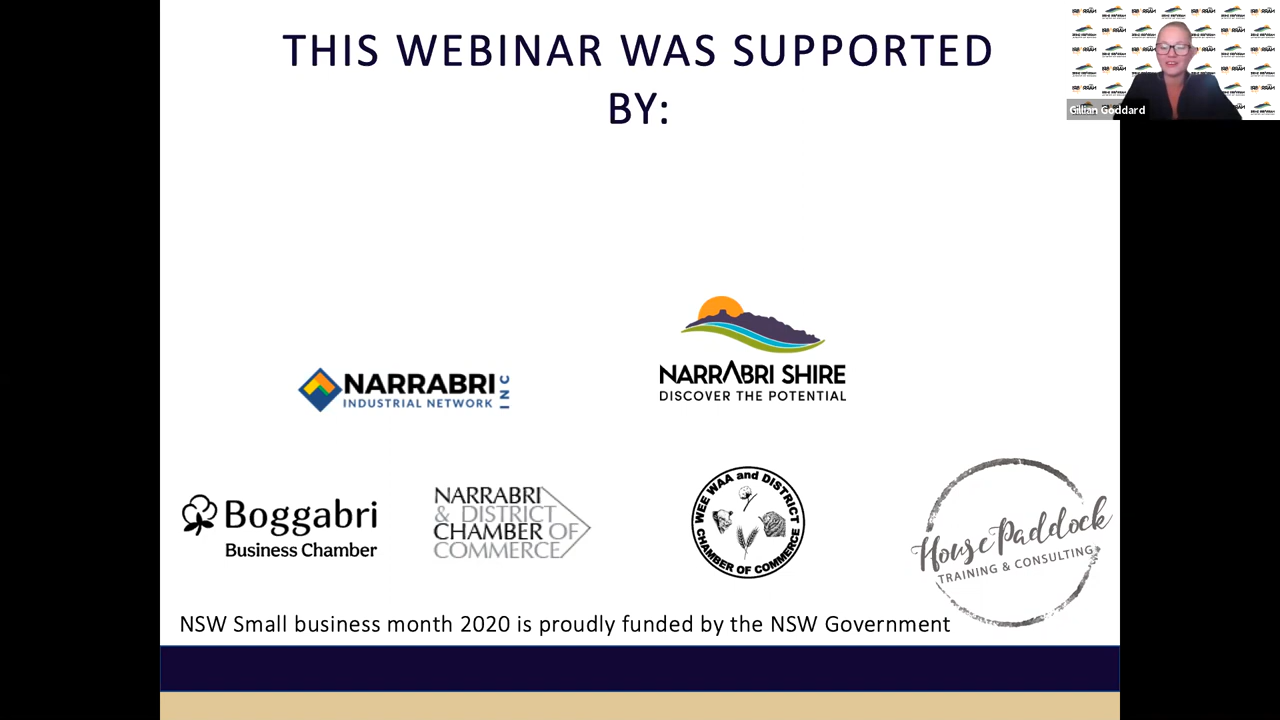 THIS WEBINAR WAS SUPPORTED
BY:
Gillian Goddard
NARRABRI INC
INDUSTRIAL NETWORK
NARRABRI SHIRE
DISCOVER THE POTENTIAL
Boggabri
Business Chamber
NARRABRI
& DISTRICT
CHAMBER OF
COMMERCE
WEE WAA and DISTRICT
CHAMBER OF COMMERCE
House Paddock
TRAINING & CONSULTING
NSW Small business month 2020 is proudly funded by the NSW Government